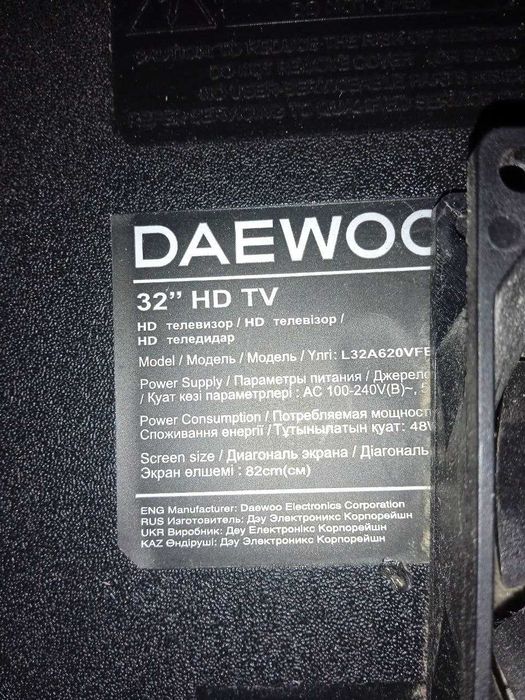 DAEWOO
32” HD TV
HD телевизор / HD телевізор /
HD теледидар
Model / Модель / Модель / Үлгі: L32A620VFE
Power Supply / Параметры питания / Джерело
/ Қуат көзі параметрлері : AC 100-240V(B)~, 5
Power Consumption / Потребляемая мощност
Споживання енергії / Тұтынылатын қуат: 48W
Screen size / Диагональ экрана / Діагональ
Экран өлшемі : 82cm(см)
ENG Manufacturer: Daewoo Electronics Corporation
RUS Изготовитель: Дэу Электроникс Корпорейшн
UKR Виробник: Деу Електронікс Корпорейшн
KAZ Өндіруші: Дэу Электроникс Корпорейшн